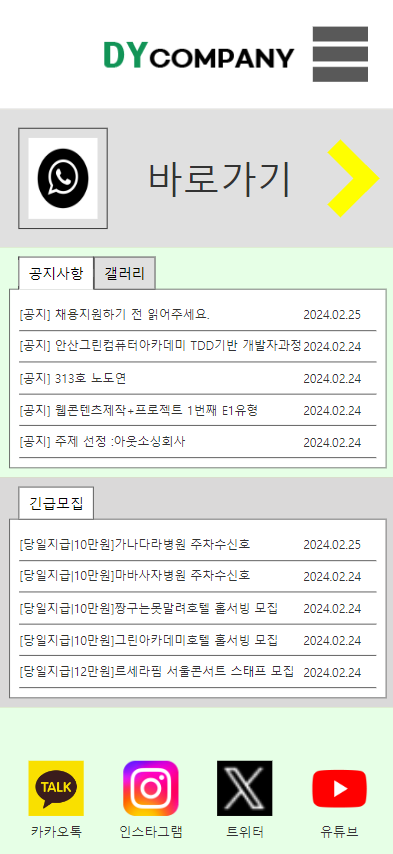 DYCOMPANY
바로가기
공지사항 갤러리
[공지] 채용지원하기 전 읽어주세요. 2024.02.25
[공지] 안산그린컴퓨터아카데미 TDD기반 개발자과정 2024.02.24
[공지] 313호 노도연 2024.02.24
[공지] 웹콘텐츠제작+프로젝트 1번째 E1유형 2024.02.24
[공지] 주제 선정 :아웃소싱회사 2024.02.24
긴급모집
[당일지급|10만원]가나다라병원 주차수신호 2024.02.25
[당일지급|10만원]마바사자병원 주차수신호 2024.02.24
[당일지급|10만원]짱구는못말려호텔 홀서빙 모집 2024.02.24
[당일지급|10만원]그린아카데미호텔 홀서빙 모집 2024.02.24
[당일지급|12만원]르세라핌 서울콘서트 스태프 모집 2024.02.24
TALK
카카오톡 인스타그램 트위터 유튜브